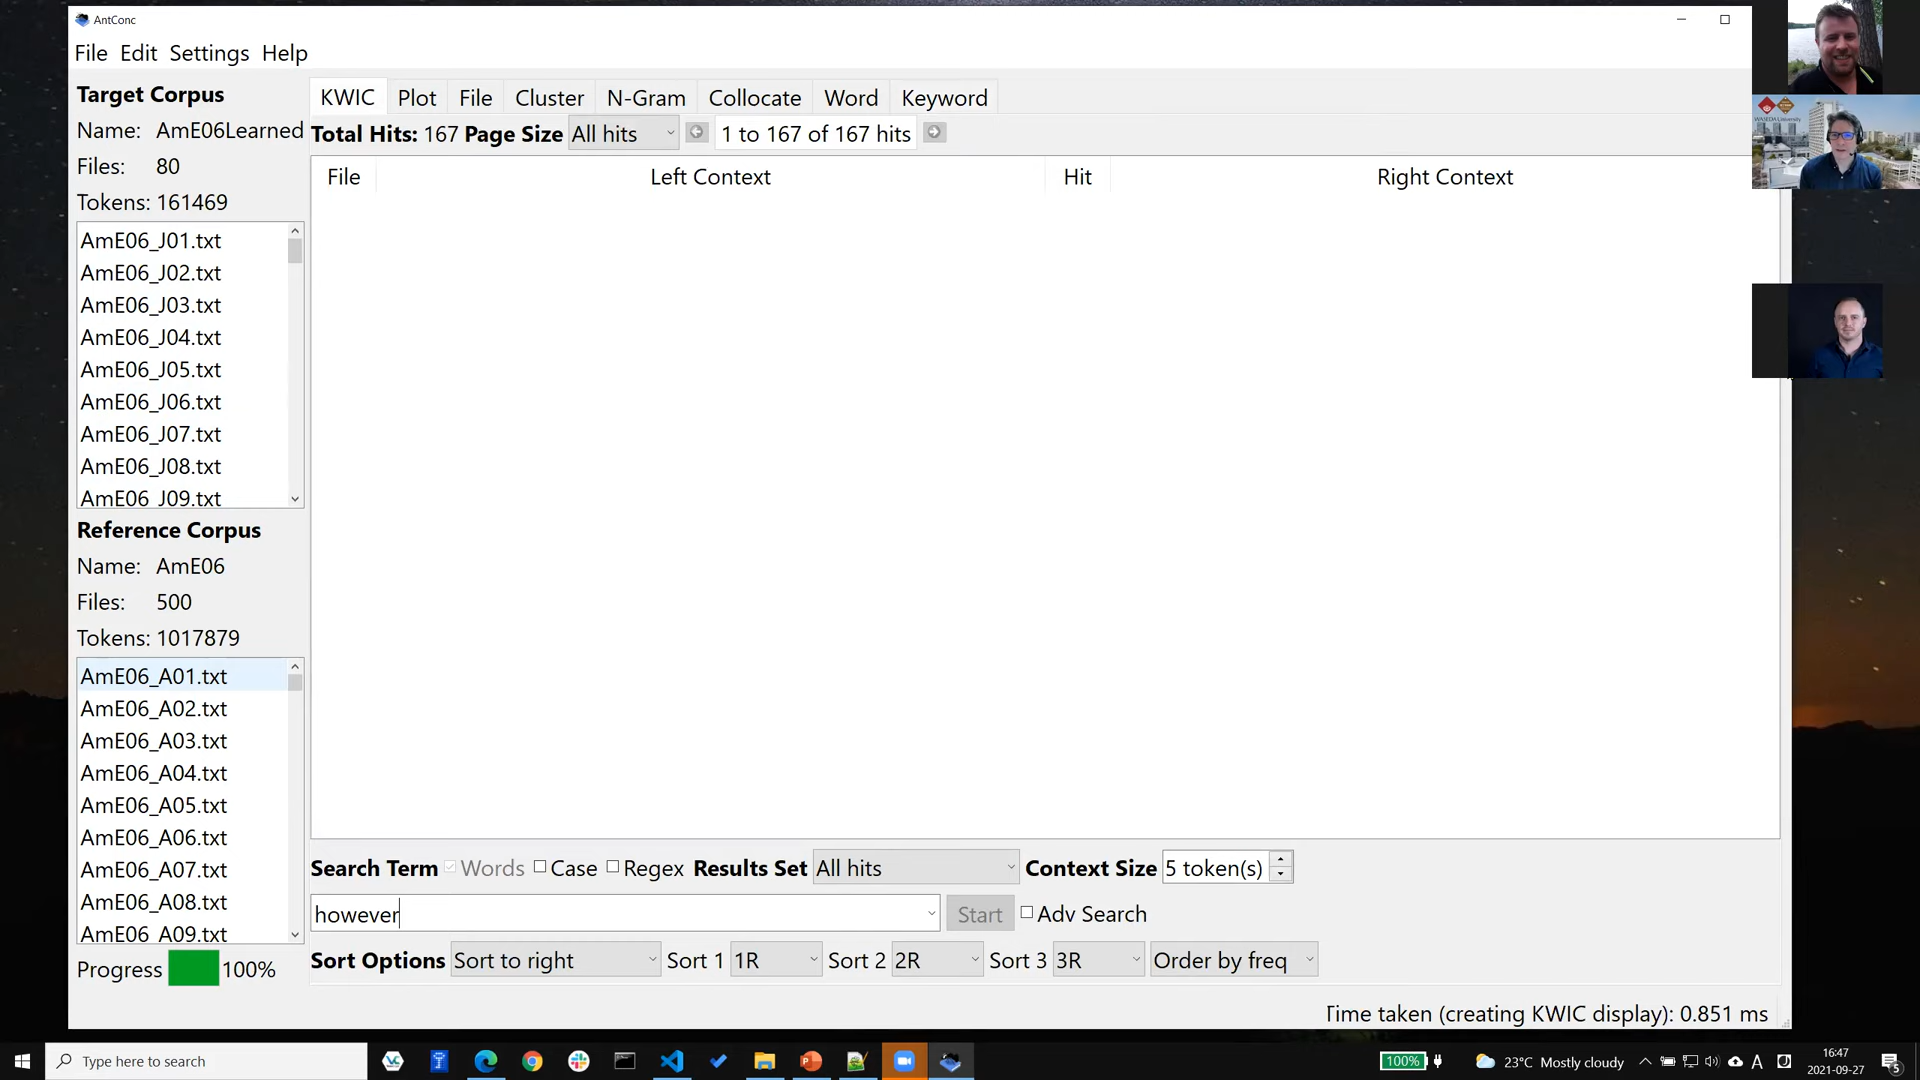 AntConc
File Edit Settings Help
Target Corpus
Name: AmE06Learned
Files: 80
Tokens: 161469
AmE06_J01.txt
AmE06_J02.txt
AmE06_J03.txt
AmE06_J04.txt
AmE06_J05.txt
AmE06_J06.txt
AmE06_J07.txt
AmE06_J08.txt
AmE06_J09.txt
Reference Corpus
Name: AmE06
Files: 500
Tokens: 1017879
AmE06_A01.txt
AmE06_A02.txt
AmE06_A03.txt
AmE06_A04.txt
AmE06_A05.txt
AmE06_A06.txt
AmE06_A07.txt
AmE06_A08.txt
AmE06_A09.txt
Progress 100%
KWIC Plot File Cluster N-Gram Collocate Word Keyword
Total Hits: 167 Page Size All hits 1 to 167 of 167 hits
File Left Context Hit Right Context
Search Term Words Case Regex Results Set All hits Context Size 5 token(s)
however Start Adv Search
Sort Options Sort to right Sort 1 1R Sort 2 2R Sort 3 3R Order by freq
Time taken (creating KWIC display): 0.851 ms
WASEDA University
Type here to search
100% 23°C Mostly cloudy A 16:47
2021-09-27 5